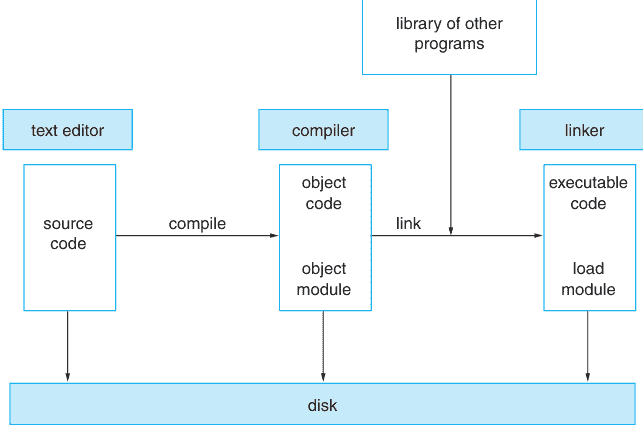 library of other
programs
text editor
compiler
linker
source
code
compile
object
code
object
module
link
executable
code
load
module
disk